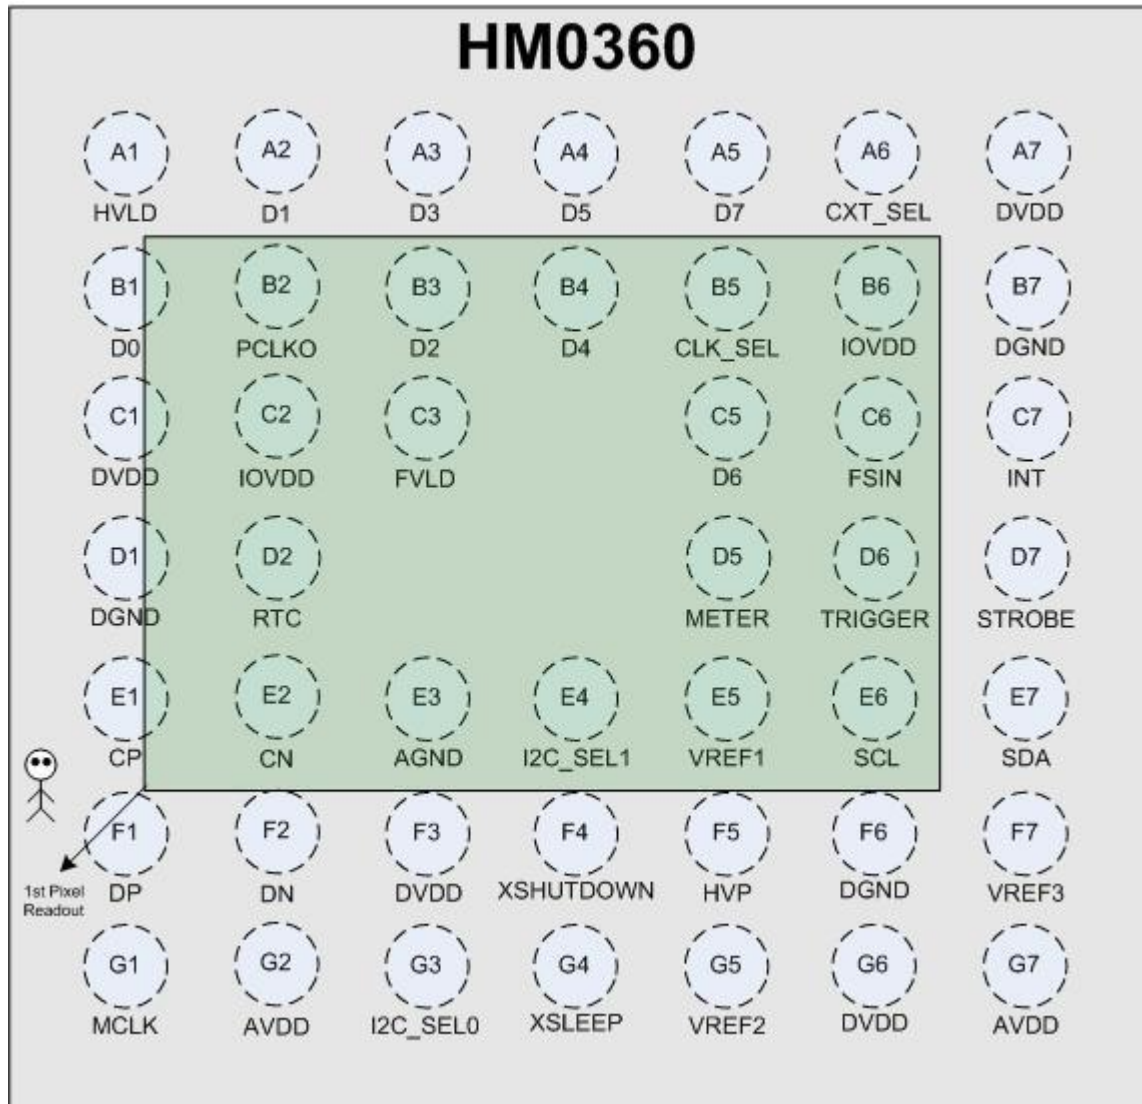 HM0360
A1 A2 A3 A4 A5 A6 A7
HVLD D1 D3 D5 D7 CXT_SEL DVDD
B1 B2 B3 B4 B5 B6 B7
D0 PCLKO D2 D4 CLK_SEL IOVDD DGND
C1 C2 C3 C5 C6 C7
DVDD IOVDD FVLD D6 FSIN INT
D1 D2 D5 D6 D7
DGND RTC METER TRIGGER STROBE
E1 E2 E3 E4 E5 E6 E7
CP CN AGND I2C_SEL1 VREF1 SCL SDA
F1 F2 F3 F4 F5 F6 F7
1st Pixel
Readout
DP DN DVDD XSHUTDOWN HVP DGND VREF3
G1 G2 G3 G4 G5 G6 G7
MCLK AVDD I2C_SEL0 XSLEEP VREF2 DVDD AVDD